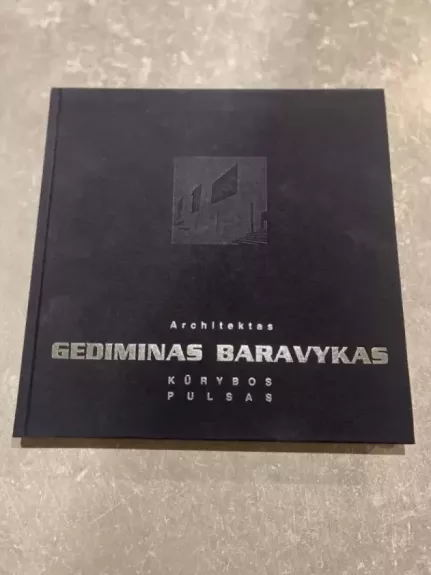 Architektas
GEDIMINAS BARAVYKAS
KŪRYBOS
PULSAS